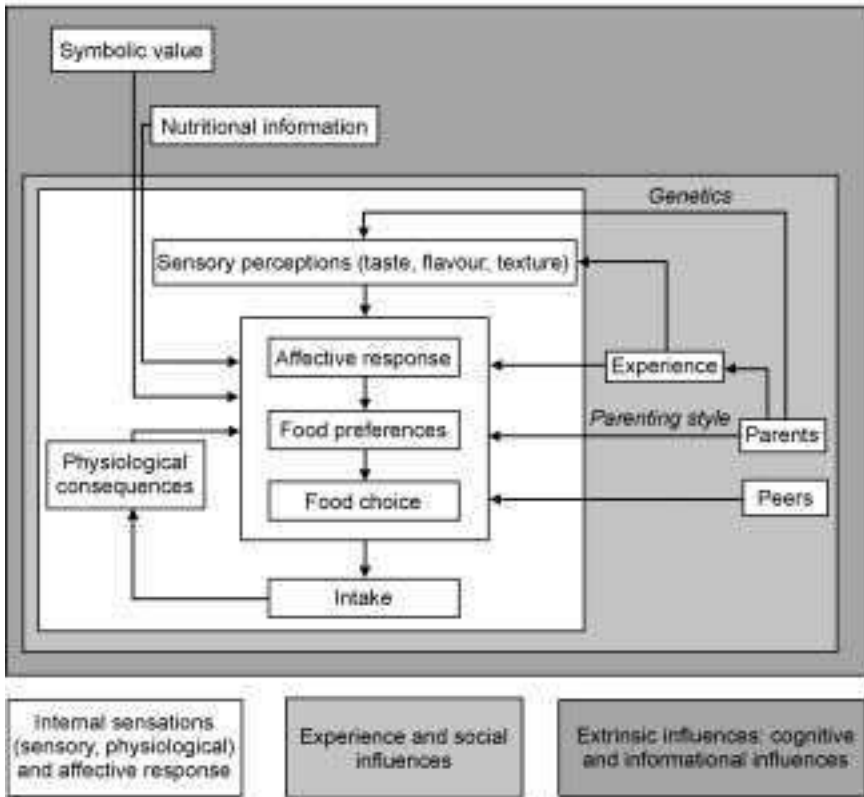 Symbolic value
Nutritional information
Genetics
Sensory perceptions (taste, flavour, texture)
Affective response
Experience
Parenting style
Food preferences
Parents
Physiological
consequences
Food choice
Peers
Intake
Internal sensations
(sensory, physiological)
and affective response
Experience and social
influences
Extrinsic influences; cognitive
and informational influences